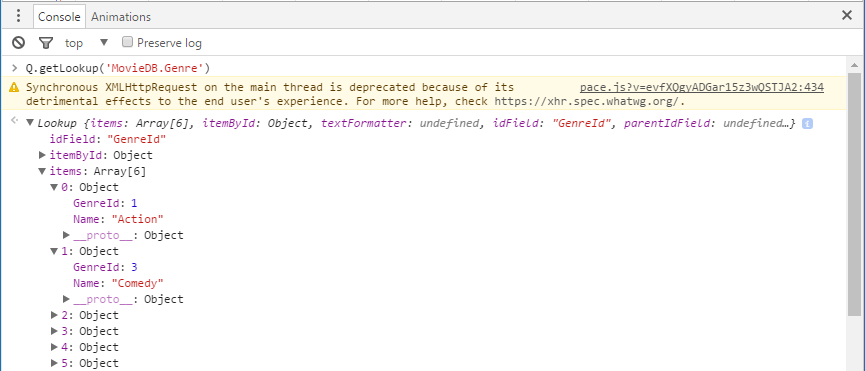 Console Animations
top Preserve log
Q.getLookup('MovieDB.Genre')
Synchronous XMLHttpRequest on the main thread is deprecated because of its pace.js?v=evfXQgyADGar15z3wQSTJA2:434
detrimental effects to the end user's experience. For more help, check https://xhr.spec.whatwg.org/.
Lookup {items: Array[6], itemById: Object, textFormatter: undefined, idField: "GenreId", parentIdField: undefined…}
idField: "GenreId"
itemById: Object
items: Array[6]
0: Object
GenreId: 1
Name: "Action"
__proto__: Object
1: Object
GenreId: 3
Name: "Comedy"
__proto__: Object
2: Object
3: Object
4: Object
5: Object